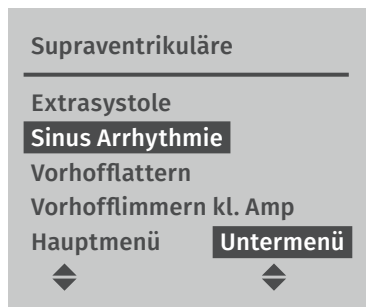 Supraventrikuläre
Extrasystole
Sinus Arrhythmie
Vorhofflattern
Vorhofflimmern kl. Amp
Hauptmenü Untermenü